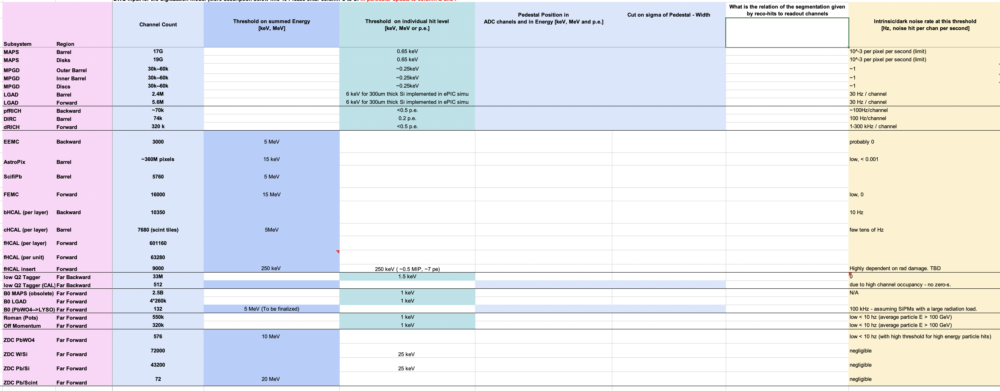 Channel Count
Threshold on summed Energy
[keV, MeV]
Threshold on individual hit level
[keV, MeV or p.e.]
Pedestal Position in
ADC chanels and in Energy [keV, MeV and p.e.]
Cut on sigma of Pedestal - Width
What is the relation of the segmentation given
by reco-hits to readout channels
Intrinsic/dark noise rate at this threshold
[Hz, noise hit per chan per second]
Subsystem Region
MAPS Barrel 17G 0.65 keV 10^-3 per pixel per second (limit)
MAPS Disks 19G 0.65 keV 10^-3 per pixel per second (limit)
MPGD Outer Barrel 30k--60k ~0.25keV ~1
MPGD Inner Barrel 30k--60k ~0.25keV ~1
MPGD Discs 30k--60k ~0.25keV ~1
LGAD Barrel 2.4M 6 keV for 300um thick Si implemented in ePIC simu 30 Hz / channel
LGAD Forward 5.6M 6 keV for 300um thick Si implemented in ePIC simu 30 Hz / channel
pfRICH Backward ~70k <0.5 p.e. ~100Hz/channel
DIRC Barrel 74k 0.2 p.e. 100 Hz/channel
dRICH Forward 320 k <0.5 p.e. 1-300 kHz / channel
EEMC Backward 3000 5 MeV probably 0
AstroPix Barrel ~360M pixels 15 keV low, < 0.001
ScifiPb Barrel 5760 5 MeV
FEMC Forward 16000 15 MeV low, 0
bHCAL (per layer) Backward 10350 10 Hz
cHCAL (per layer) Barrel 7680 (scint tiles) 5MeV few tens of Hz
fHCAL (per layer) Forward 601160
fHCAL (per unit) Forward 63280
fHCAL insert Forward 9000 250 keV 250 keV ( ~0.5 MIP, ~7 pe) Highly dependent on rad damage. TBD
low Q2 Tagger Far Backward 33M 1.5 keV 0
low Q2 Tagger (CAL) Far Backward 512 due to high channel occupancy - no zero-s.
B0 MAPS (obsolete) Far Forward 2.5B 1 keV N/A
B0 LGAD Far Forward 4*260k 1 keV
B0 (PbWO4-->LYSO) Far Forward 132 5 MeV (To be finalized) 100 kHz - assuming SiPMs with a large radiation load.
Roman (Pots) Far Forward 550k 1 keV low < 10 hz (average particle E > 100 GeV)
Off Momentum Far Forward 320k 1 keV low < 10 hz (average particle E > 100 GeV)
ZDC PbWO4 Far Forward 576 10 MeV low < 10 hz (with high threshold for high energy particle hits)
ZDC W/Si Far Forward 72000 25 keV negligible
ZDC Pb/Si Far Forward 43200 25 keV negligible
ZDC Pb/Scint Far Forward 72 20 MeV negligible